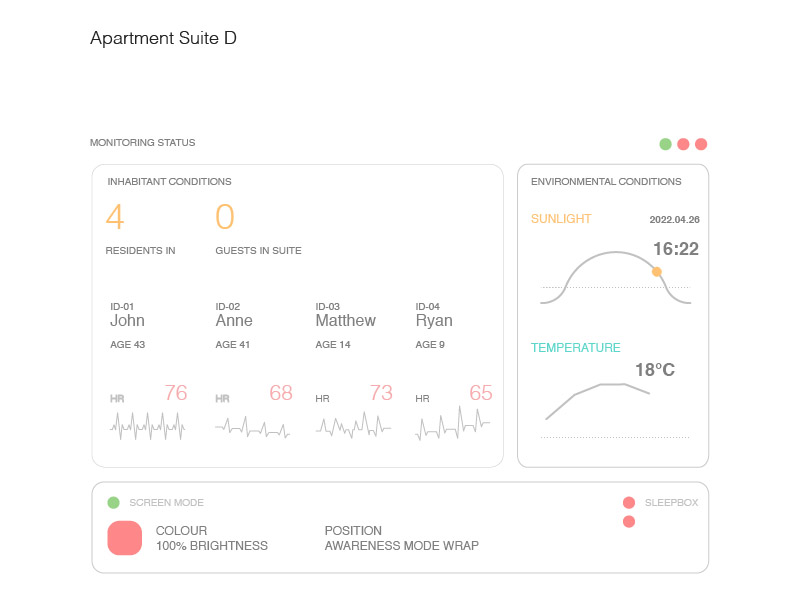 Apartment Suite D
MONITORING STATUS
INHABITANT CONDITIONS
4
0
RESIDENTS IN
GUESTS IN SUITE
ID-01
John
AGE 43
ID-02
Anne
AGE 41
ID-03
Matthew
AGE 14
ID-04
Ryan
AGE 9
HR 76
HR 68
HR 73
HR 65
ENVIRONMENTAL CONDITIONS
SUNLIGHT
2022.04.26
16:22
TEMPERATURE
18°C
SCREEN MODE
COLOUR
100% BRIGHTNESS
POSITION
AWARENESS MODE WRAP
SLEEPBOX